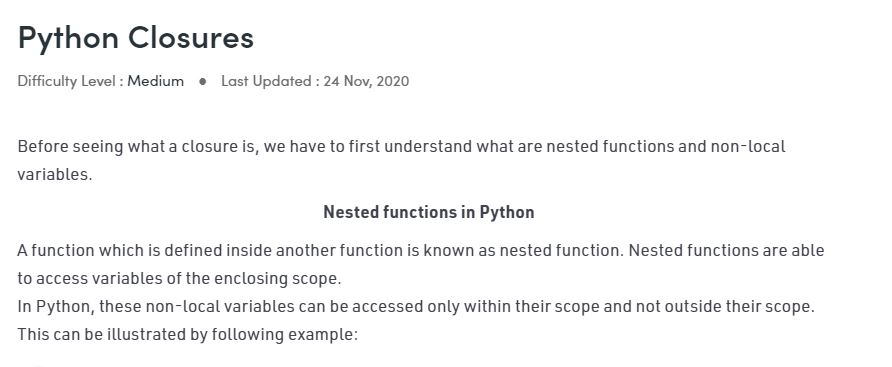 Python Closures
Difficulty Level : Medium ● Last Updated : 24 Nov, 2020
Before seeing what a closure is, we have to first understand what are nested functions and non-local
variables.
Nested functions in Python
A function which is defined inside another function is known as nested function. Nested functions are able
to access variables of the enclosing scope.
In Python, these non-local variables can be accessed only within their scope and not outside their scope.
This can be illustrated by following example: